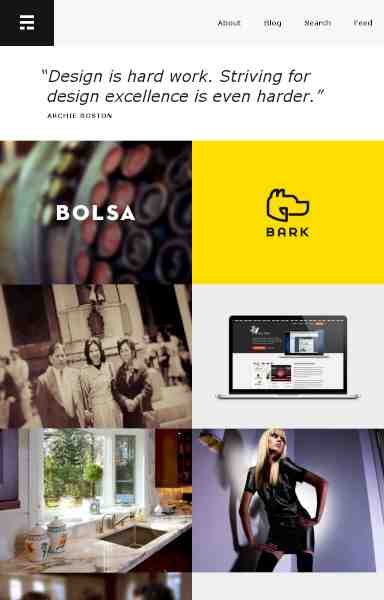 About Blog Search Feed
“Design is hard work. Striving for
design excellence is even harder.”
ARCHIE BOSTON
BOLSA
BARK